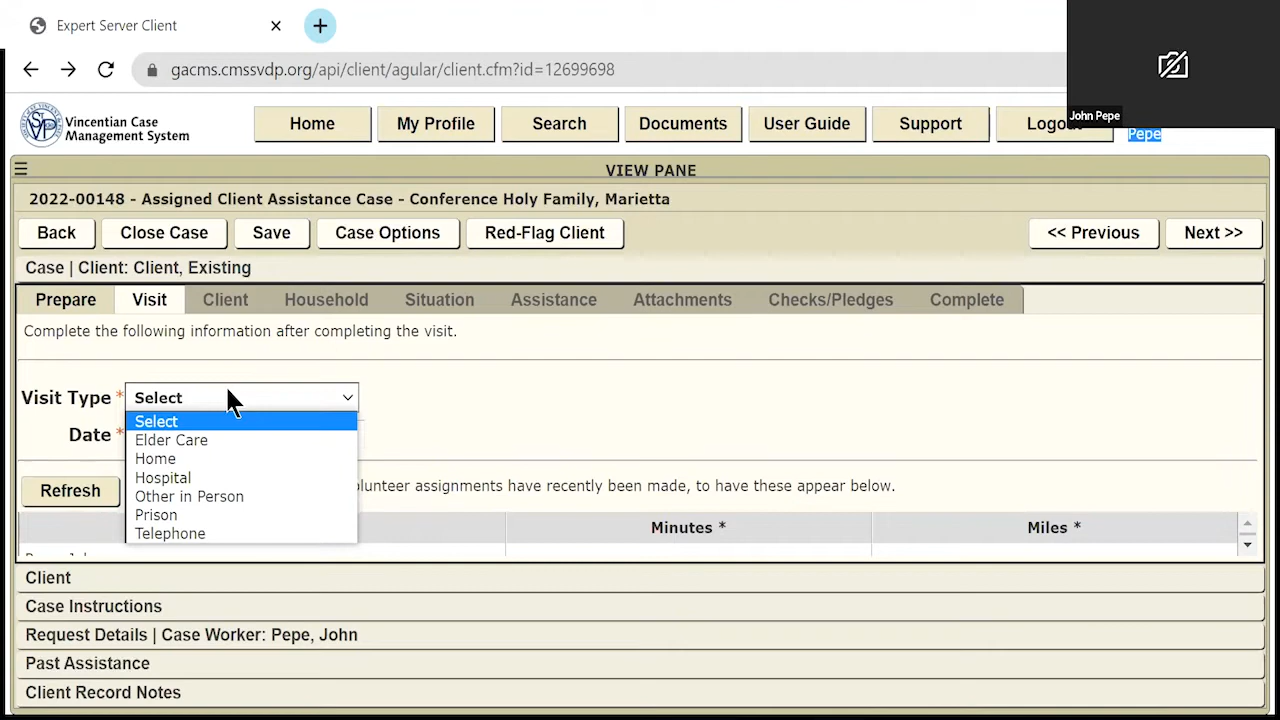 Expert Server Client
gacms.cmssvdp.org/api/client/agular/client.cfm?id=12699698
John Pepe
Vincentian Case
Management System
Home
My Profile
Search
Documents
User Guide
Support
Logou
Pepe
VIEW PANE
2022-00148 - Assigned Client Assistance Case - Conference Holy Family, Marietta
Back
Close Case
Save
Case Options
Red-Flag Client
<< Previous
Next >>
Case | Client: Client, Existing
Prepare
Visit
Client
Household
Situation
Assistance
Attachments
Checks/Pledges
Complete
Complete the following information after completing the visit.
Visit Type *
Select
Select
Elder Care
Home
Hospital
Other in Person
Prison
Telephone
Date *
Refresh
olunteer assignments have recently been made, to have these appear below.
Minutes *
Miles *
Client
Case Instructions
Request Details | Case Worker: Pepe, John
Past Assistance
Client Record Notes